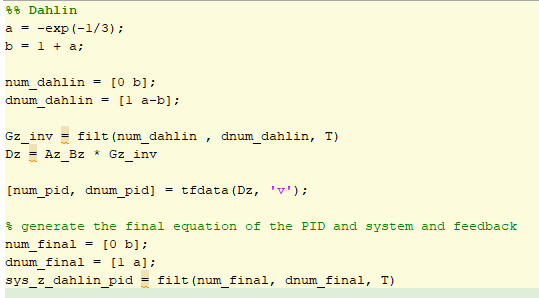 %% Dahlin
a = -exp(-1/3);
b = 1 + a;
num_dahlin = [0 b];
dnum_dahlin = [1 a-b];
Gz_inv = filt(num_dahlin , dnum_dahlin, T)
Dz = Az_Bz * Gz_inv
[num_pid, dnum_pid] = tfdata(Dz, 'v');
% generate the final equation of the PID and system and feedback
num_final = [0 b];
dnum_final = [1 a];
sys_z_dahlin_pid = filt(num_final, dnum_final, T)